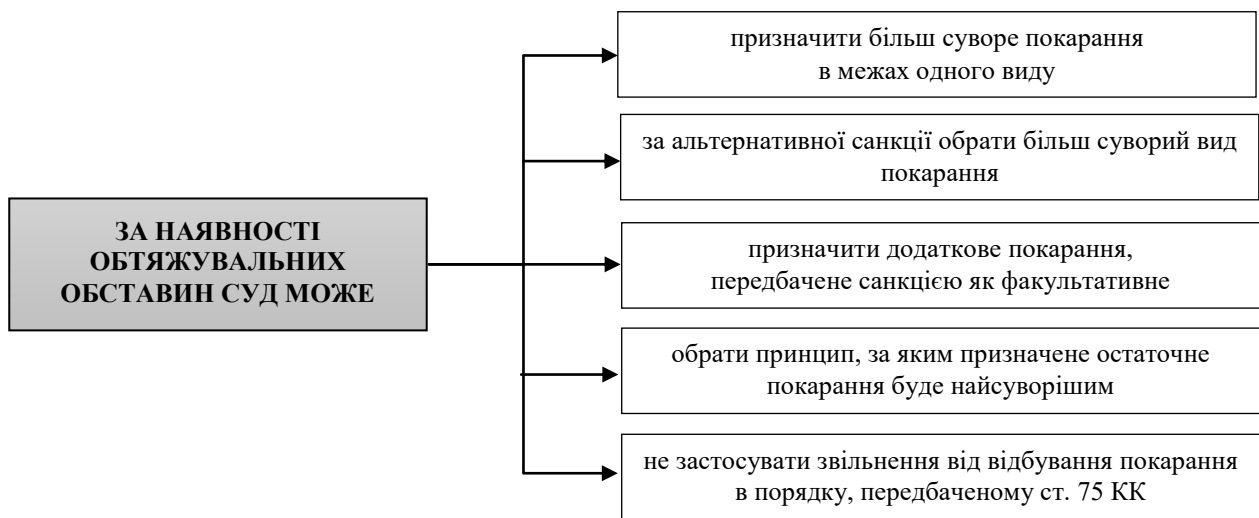 призначити більш суворе покарання
в межах одного виду
за альтернативної санкції обрати більш суворий вид
покарання
ЗА НАЯВНОСТІ
ОБТЯЖУВАЛЬНИХ
ОБСТАВИН СУД МОЖЕ
призначити додаткове покарання,
передбачене санкцією як факультативне
обрати принцип, за яким призначене остаточне
покарання буде найсуворішим
не застосувати звільнення від відбування покарання
в порядку, передбаченому ст. 75 КК